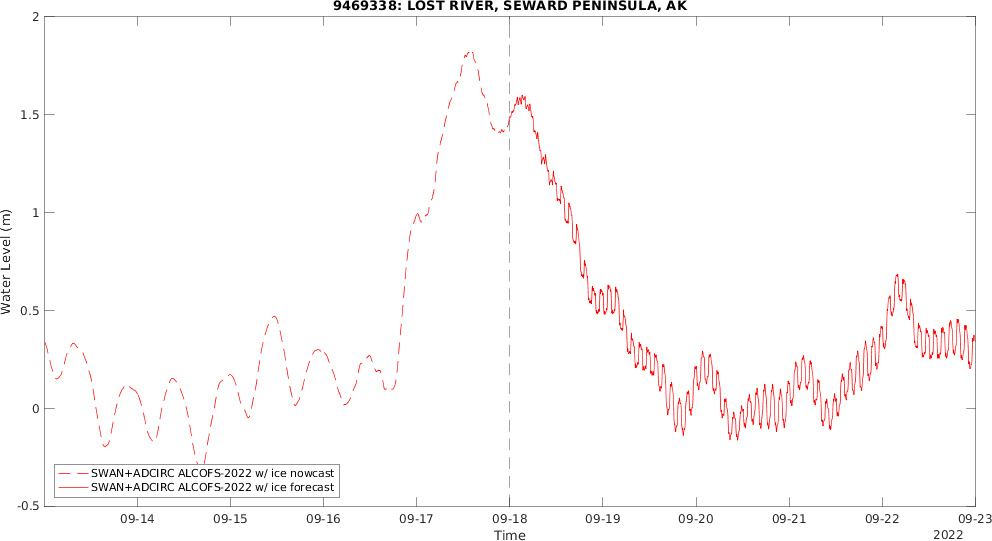 9469338: LOST RIVER, SEWARD PENINSULA, AK
2
1.5
1
0.5
0
-0.5
Water Level (m)
SWAN+ADCIRC ALCOFS-2022 w/ ice nowcast
SWAN+ADCIRC ALCOFS-2022 w/ ice forecast
09-14 09-15 09-16 09-17 09-18 09-19 09-20 09-21 09-22 09-23
Time
2022